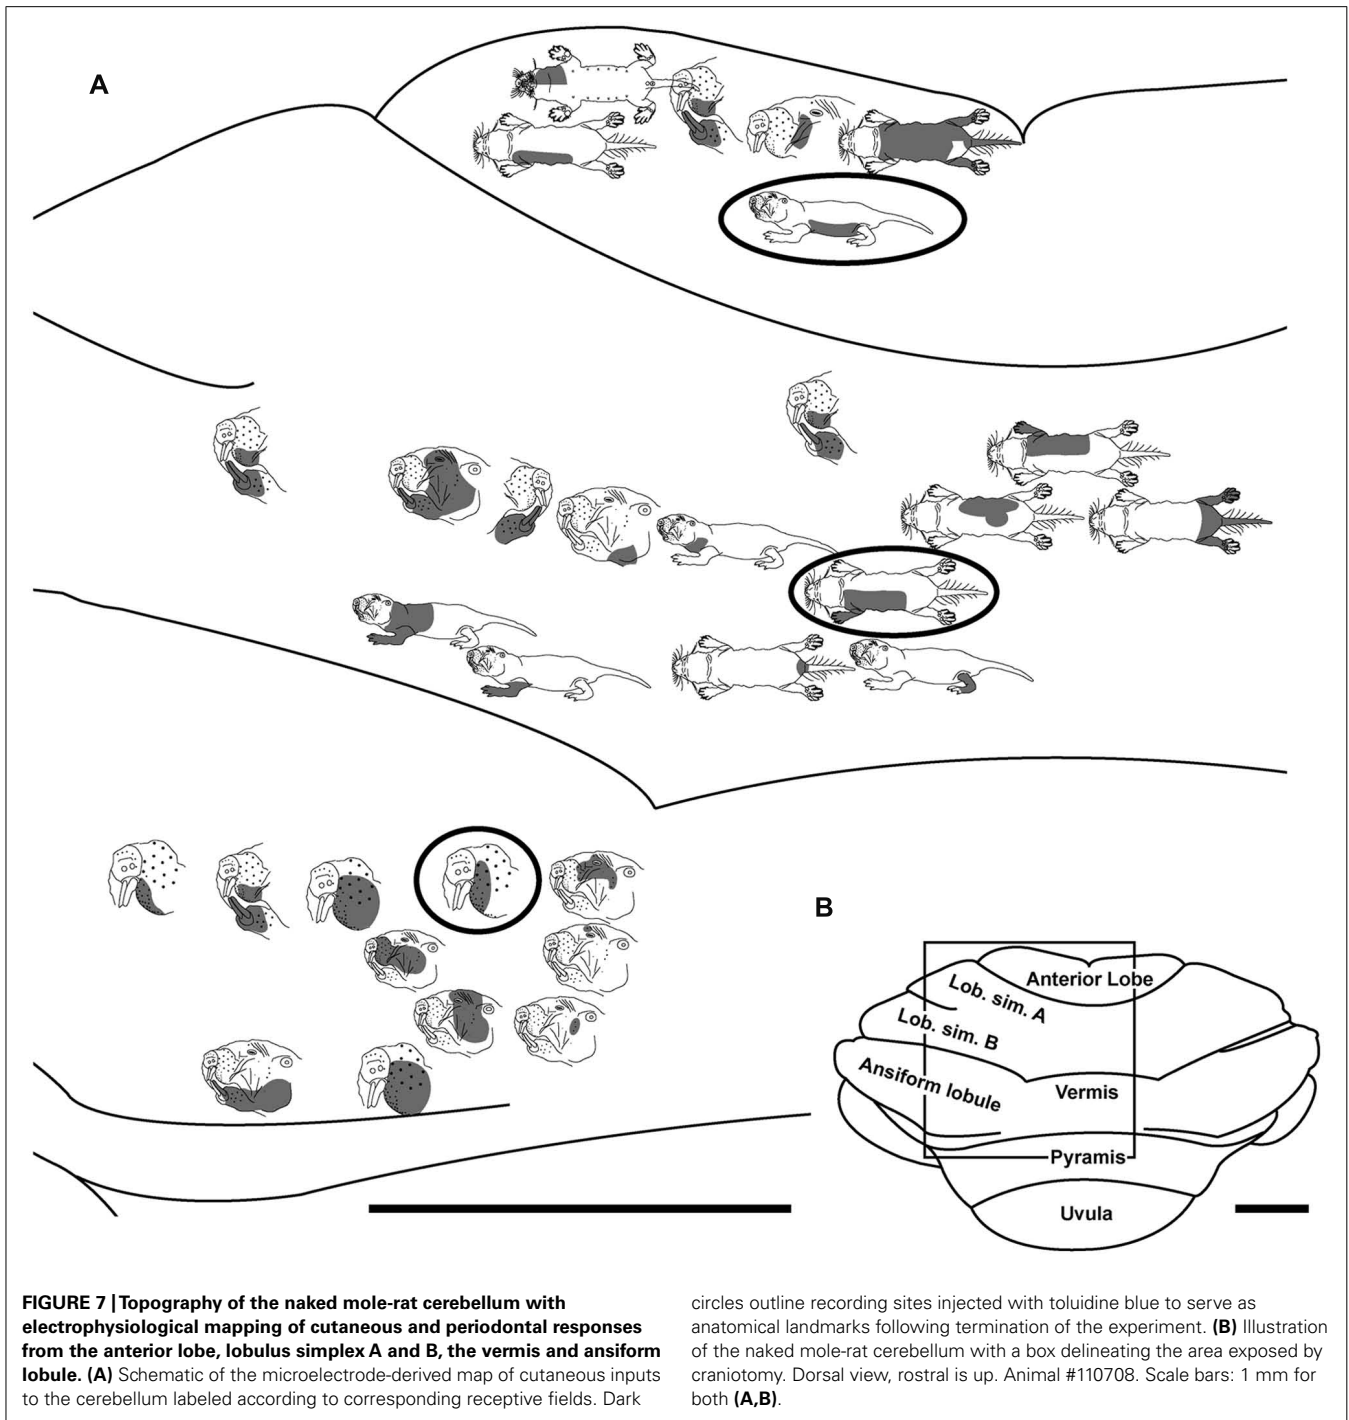 A
B
Anterior Lobe
Lob. sim. A
Lob. sim. B
Ansiform lobule
Vermis
Pyramis
Uvula
FIGURE 7 | Topography of the naked mole-rat cerebellum with
electrophysiological mapping of cutaneous and periodontal responses
from the anterior lobe, lobulus simplex A and B, the vermis and ansiform
lobule. (A) Schematic of the microelectrode-derived map of cutaneous inputs
to the cerebellum labeled according to corresponding receptive fields. Dark
circles outline recording sites injected with toluidine blue to serve as
anatomical landmarks following termination of the experiment. (B) Illustration
of the naked mole-rat cerebellum with a box delineating the area exposed by
craniotomy. Dorsal view, rostral is up. Animal #110708. Scale bars: 1 mm for
both (A,B).